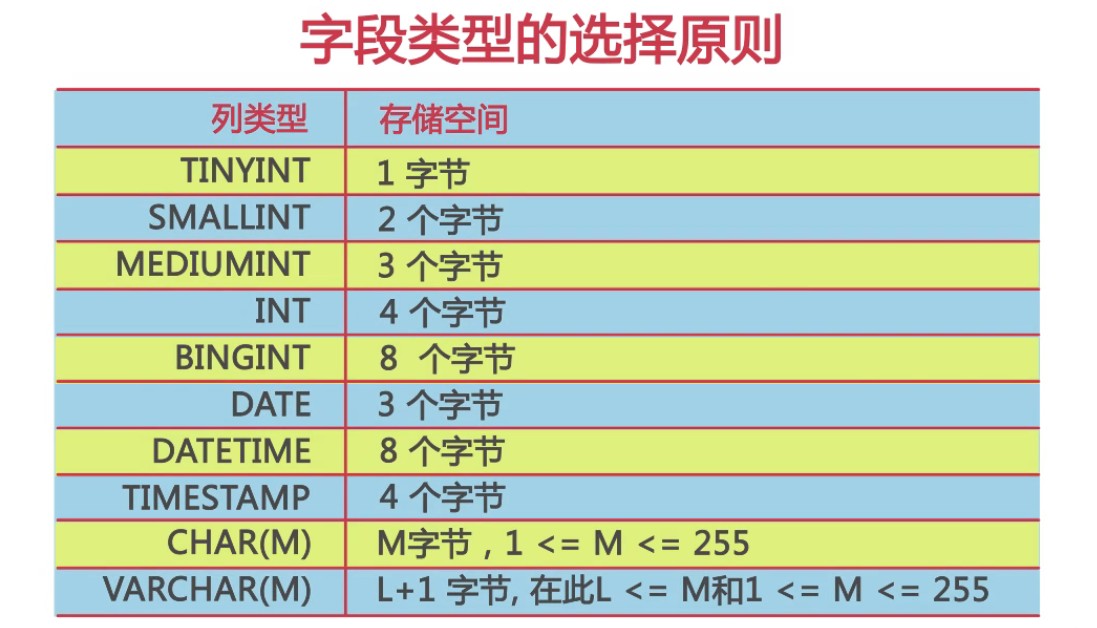 字段类型的选择原则
列类型 存储空间
TINYINT 1 字节
SMALLINT 2 个字节
MEDIUMINT 3 个字节
INT 4 个字节
BINGINT 8 个字节
DATE 3 个字节
DATETIME 8 个字节
TIMESTAMP 4 个字节
CHAR(M) M字节，1 <= M <= 255
VARCHAR(M) L+1 字节, 在此L <= M和1 <= M <= 255